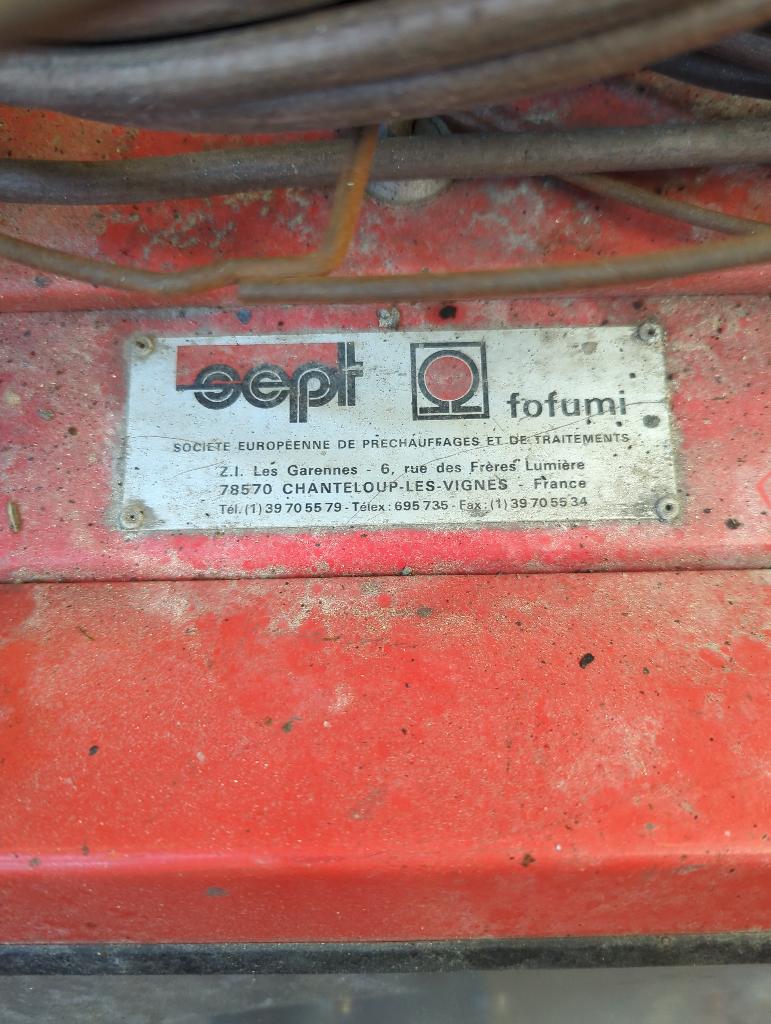 sept fofumi
SOCIETE EUROPEENNE DE PRECHAUFFAGES ET DE TRAITEMENTS
Z.I. Les Garennes - 6, rue des Frères Lumière
78570 CHANTELOUP-LES-VIGNES - France
Tél. (1) 39 70 55 79 - Télex : 695 735 - Fax : (1) 39 70 55 34